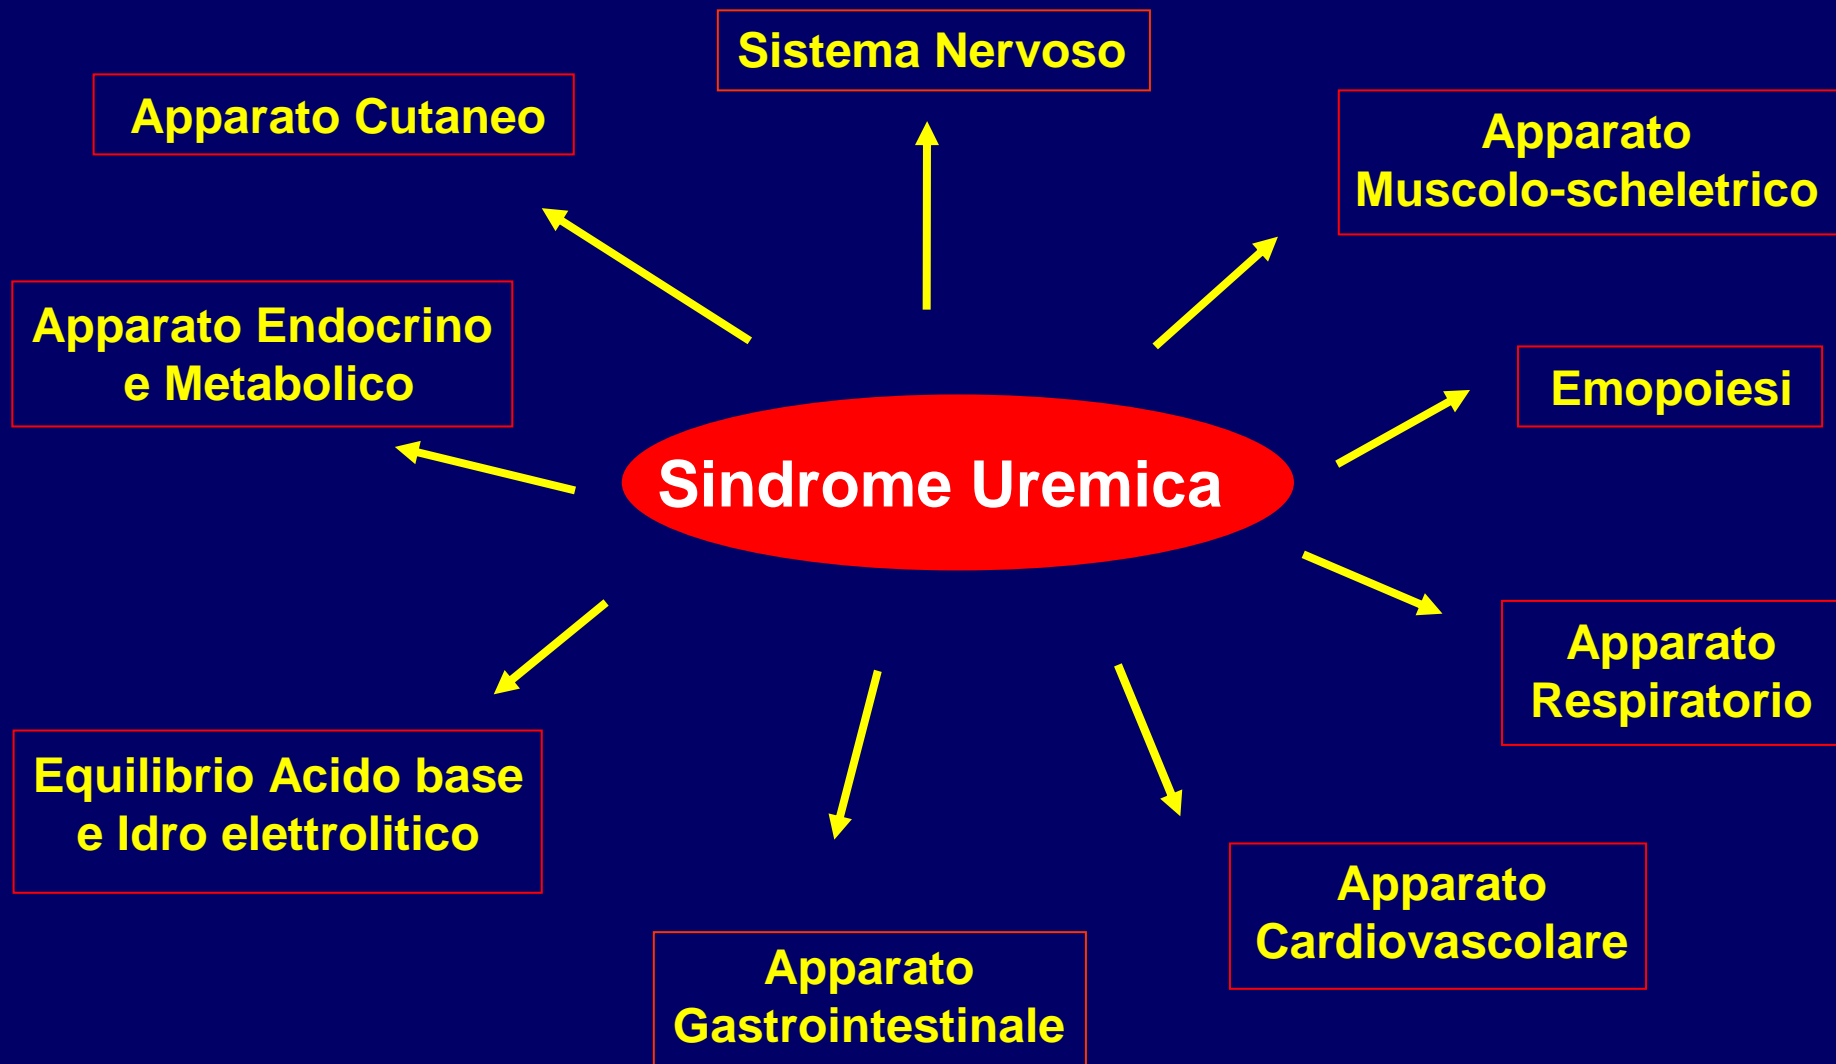 Sistema Nervoso
Apparato Cutaneo
Apparato
Muscolo-scheletrico
Apparato Endocrino
e Metabolico
Emopoiesi
Sindrome Uremica
Apparato
Respiratorio
Equilibrio Acido base
e Idro elettrolitico
Apparato
Cardiovascolare
Apparato
Gastrointestinale